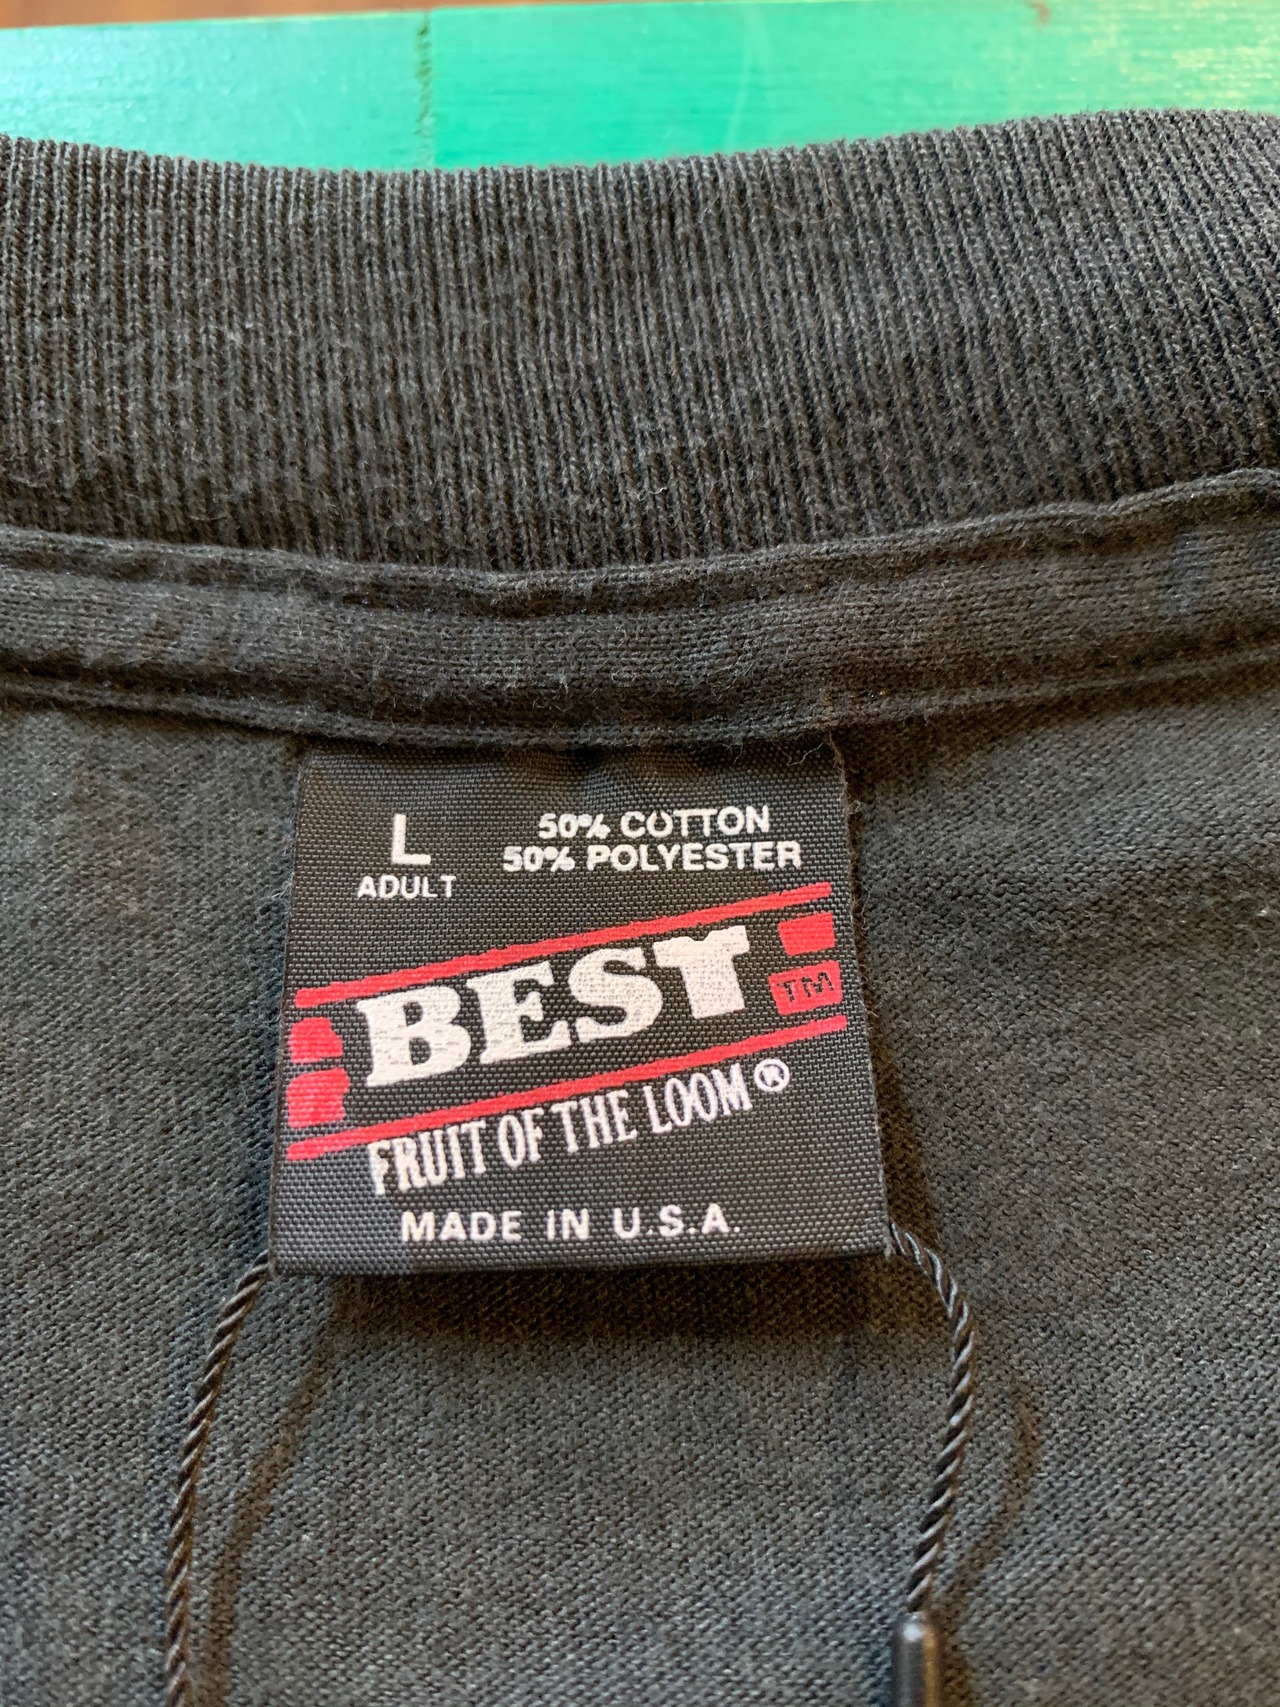 L
ADULT
50% COTTON
50% POLYESTER
BEST
TM
FRUIT OF THE LOOM®
MADE IN U.S.A.